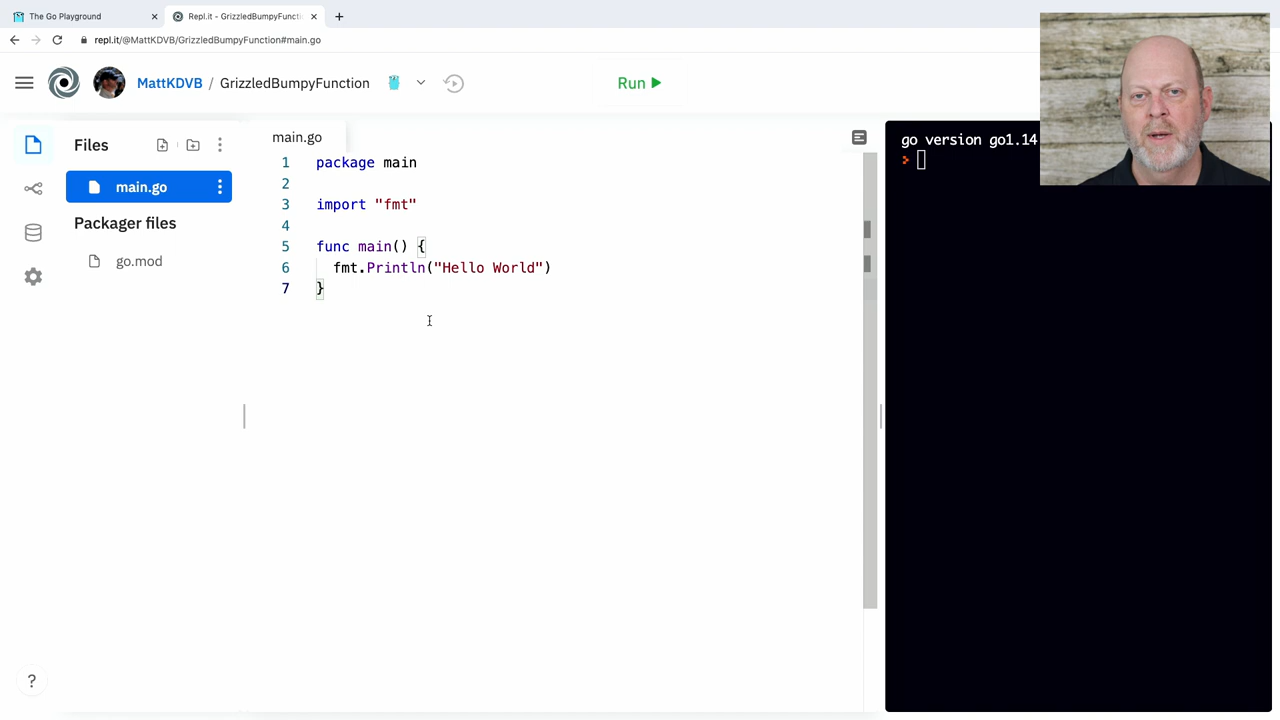 The Go Playground
Repl.it - GrizzledBumpyFuncti
repl.it/@MattKDVB/GrizzledBumpyFunction#main.go
MattKDVB / GrizzledBumpyFunction
Run
Files
main.go
Packager files
go.mod
main.go
1 package main
2
3 import "fmt"
4
5 func main() {
6 fmt.Println("Hello World")
7 }
go version go1.14
>
?